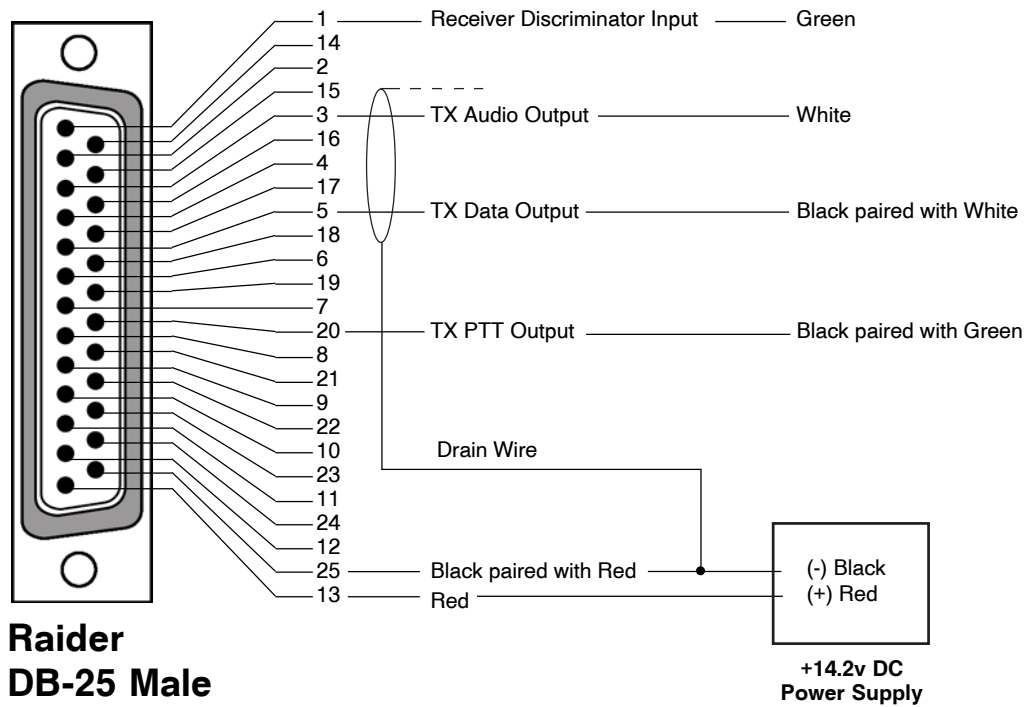 1 Receiver Discriminator Input Green
14
2
15
3 TX Audio Output White
16
4
17
5 TX Data Output Black paired with White
18
6
19
7
20 TX PTT Output Black paired with Green
8
21
9
22
10 Drain Wire
23
11
24
12
25 Black paired with Red (-) Black
13 Red (+) Red
Raider
DB-25 Male
+14.2v DC
Power Supply